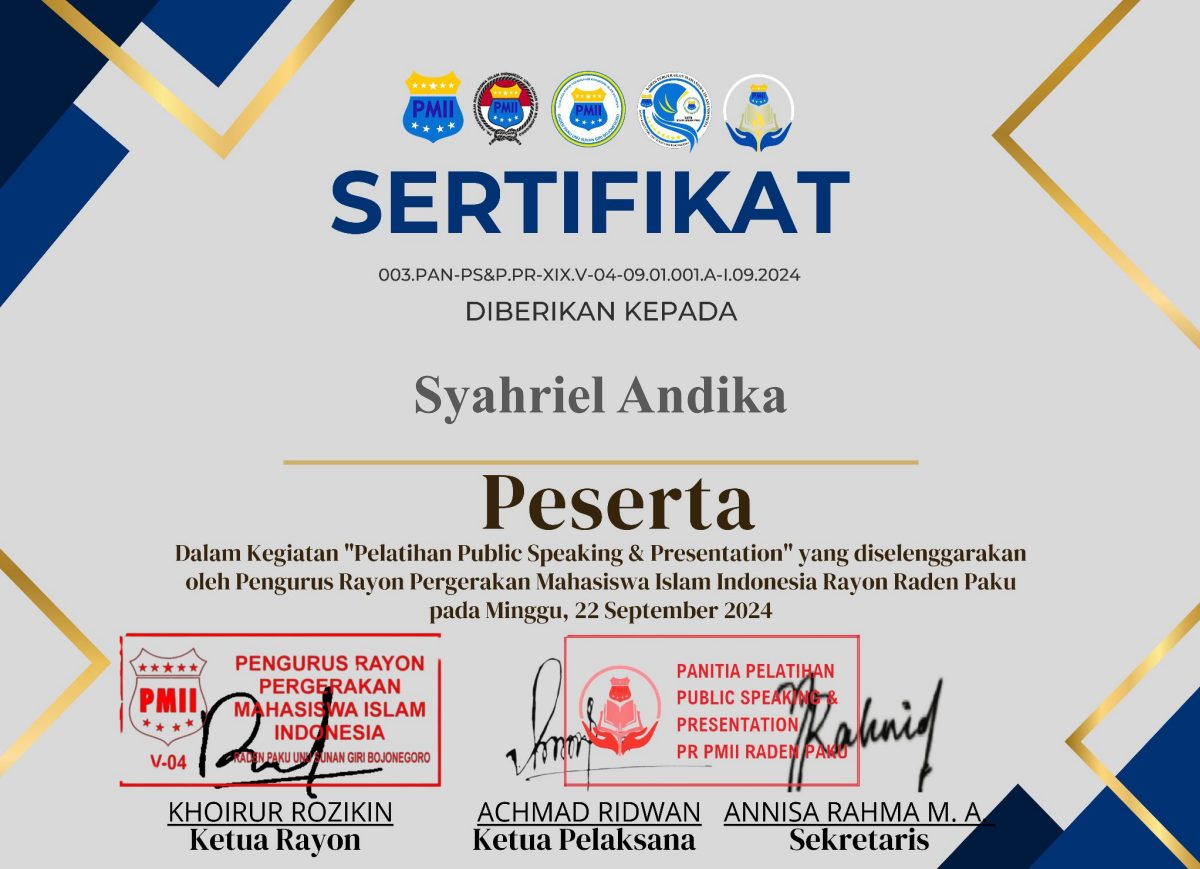 PMII
PMII
PMII
SERTIFIKAT
003.PAN-PS&P.PR-XIX.V-04-09.01.001.A-I.09.2024
DIBERIKAN KEPADA
Syahriel Andika
Peserta
Dalam Kegiatan "Pelatihan Public Speaking & Presentation" yang diselenggarakan
oleh Pengurus Rayon Pergerakan Mahasiswa Islam Indonesia Rayon Raden Paku
pada Minggu, 22 September 2024
PMII
V-04
PENGURUS RAYON
PERGERAKAN
MAHASISWA ISLAM
INDONESIA
RADEN PAKU UNU SUNAN GIRI BOJONEGORO
PANITIA PELATIHAN
PUBLIC SPEAKING &
PRESENTATION
PR PMII RADEN PAKU
KHOIRUR ROZIKIN
Ketua Rayon
ACHMAD RIDWAN
Ketua Pelaksana
ANNISA RAHMA M. A.
Sekretaris